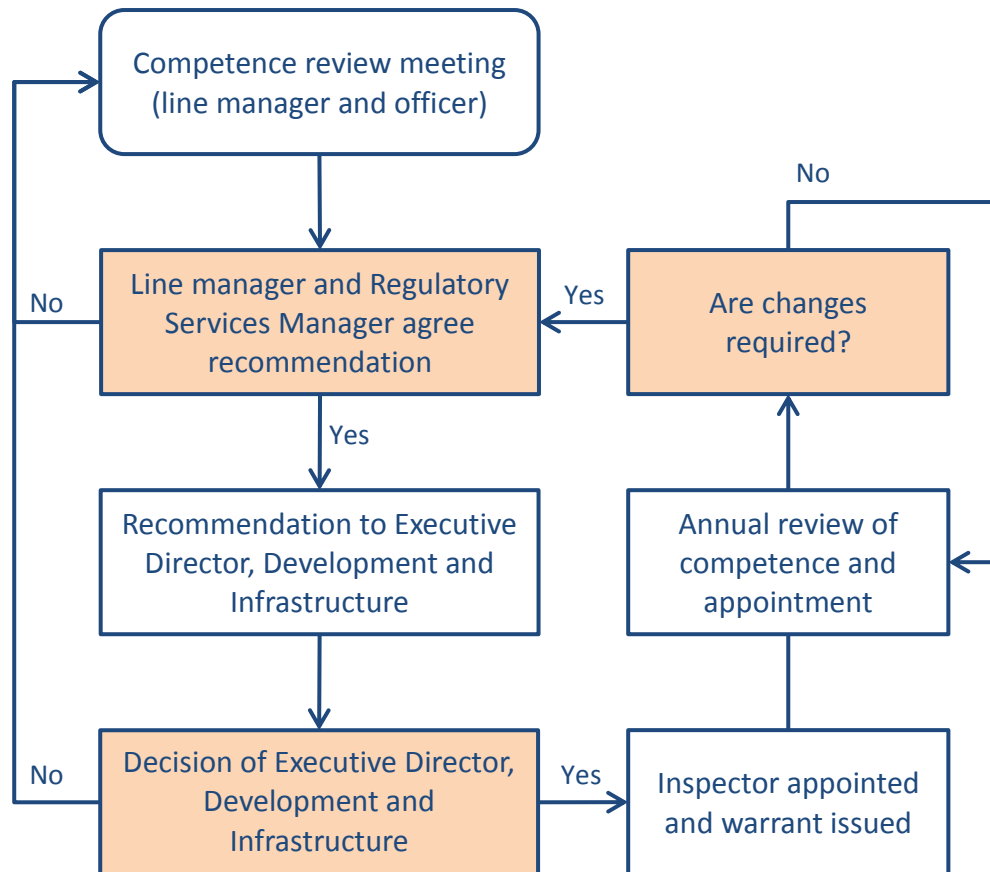 Competence review meeting
(line manager and officer)
No
Line manager and Regulatory
Services Manager agree
recommendation
No
Yes
Are changes
required?
Yes
Recommendation to Executive
Director, Development and
Infrastructure
Annual review of
competence and
appointment
Decision of Executive Director,
Development and
Infrastructure
No
Yes
Inspector appointed
and warrant issued